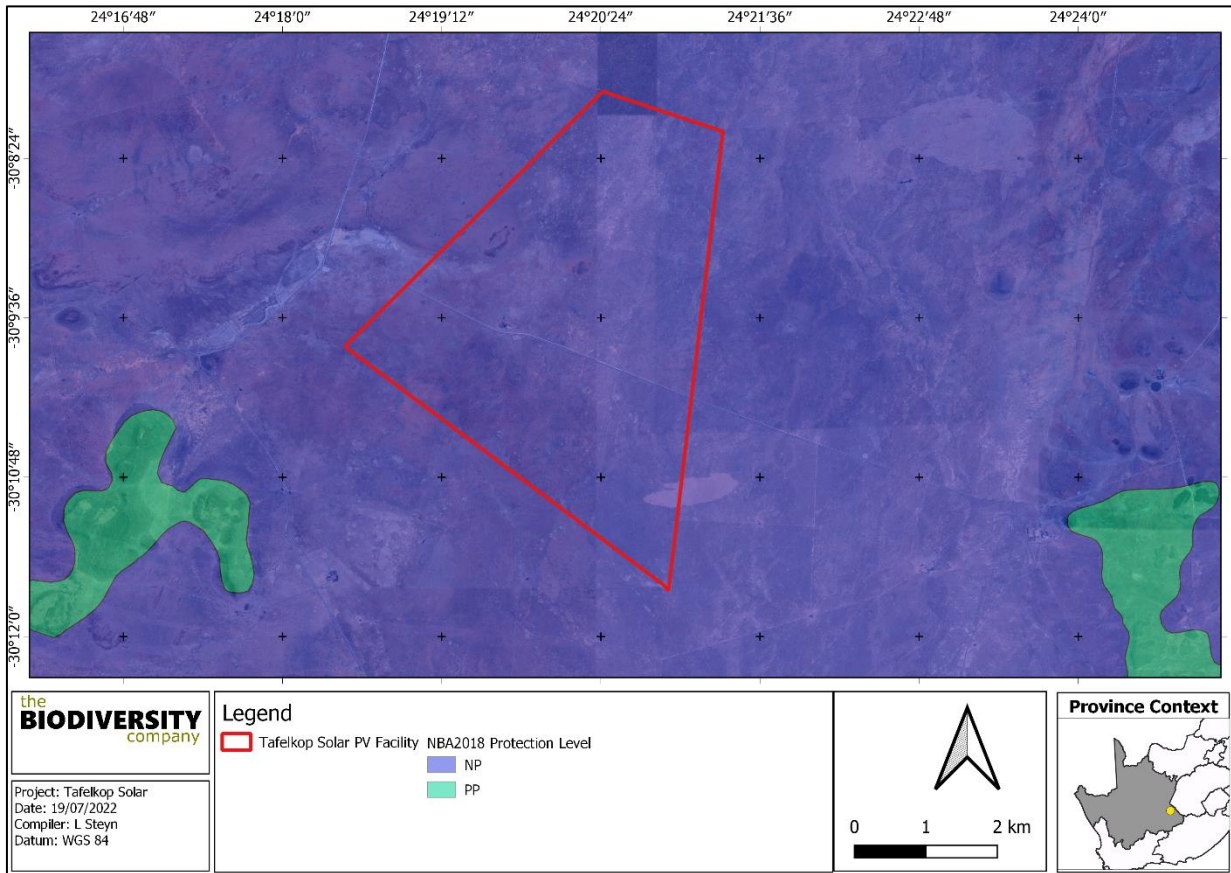 24°16'48" 24°18'0" 24°19'12" 24°20'24" 24°21'36" 24°22'48" 24°24'0"
-30°8'24"
-30°9'36"
-30°10'48"
-30°12'0"
the
BIODIVERSITY
company
Project: Tafelkop Solar
Date: 19/07/2022
Compiler: L Steyn
Datum: WGS 84
Legend
Tafelkop Solar PV Facility
NBA2018 Protection Level
NP
PP
0 1 2 km
Province Context